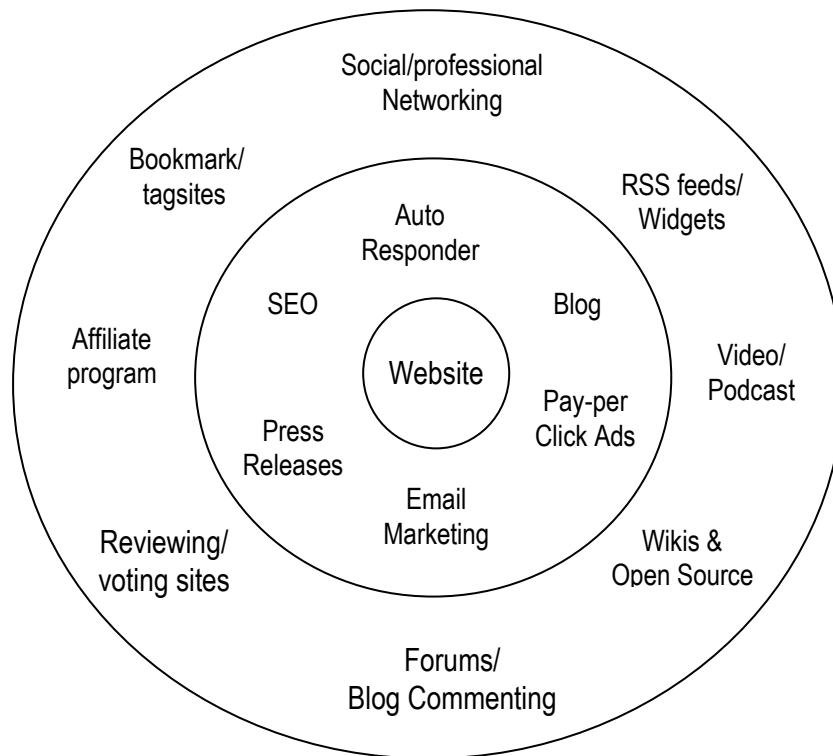 Social/professional
Networking
Bookmark/
tagsites
RSS feeds/
Widgets
Auto
Responder
SEO
Blog
Affiliate
program
Website
Video/
Podcast
Pay-per
Click Ads
Press
Releases
Email
Marketing
Reviewing/
voting sites
Wikis &
Open Source
Forums/
Blog Commenting